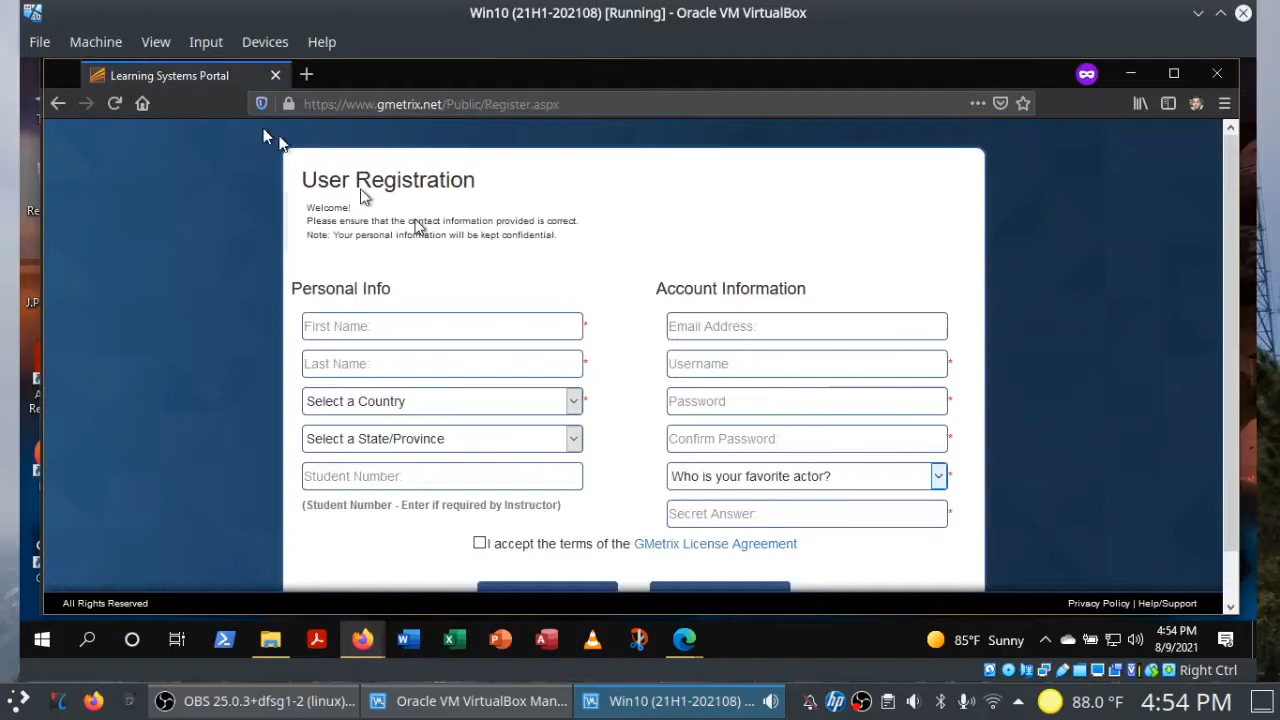 Win10 (21H1-202108) [Running] - Oracle VM VirtualBox
File Machine View Input Devices Help
Learning Systems Portal
https://www.gmetrix.net/Public/Register.aspx
User Registration
Welcome!
Please ensure that the contact information provided is correct.
Note: Your personal information will be kept confidential.
Personal Info
First Name:
Last Name:
Select a Country
Select a State/Province
Student Number:
(Student Number - Enter if required by Instructor)
Account Information
Email Address:
Username
Password
Confirm Password:
Who is your favorite actor?
Secret Answer:
I accept the terms of the GMetrix License Agreement
All Rights Reserved
Privacy Policy | Help/Support
Re
J.P
A
Re
85°F Sunny
4:54 PM
8/9/2021
Right Ctrl
OBS 25.0.3+dfsg1-2 (linux)...
Oracle VM VirtualBox Man...
Win10 (21H1-202108) ...
88.0 °F
4:54 PM